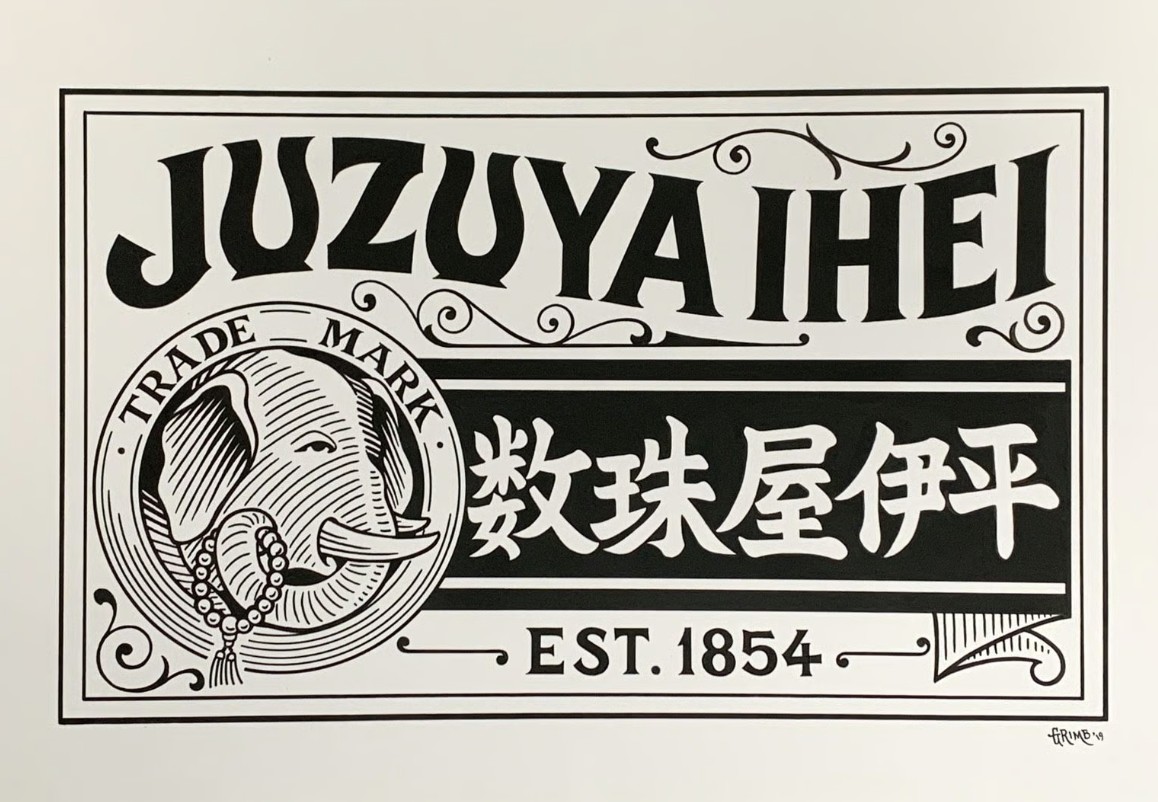 JUZUYA IHEI
TRADE MARK
数珠屋伊平
EST. 1854
GRIMB '19